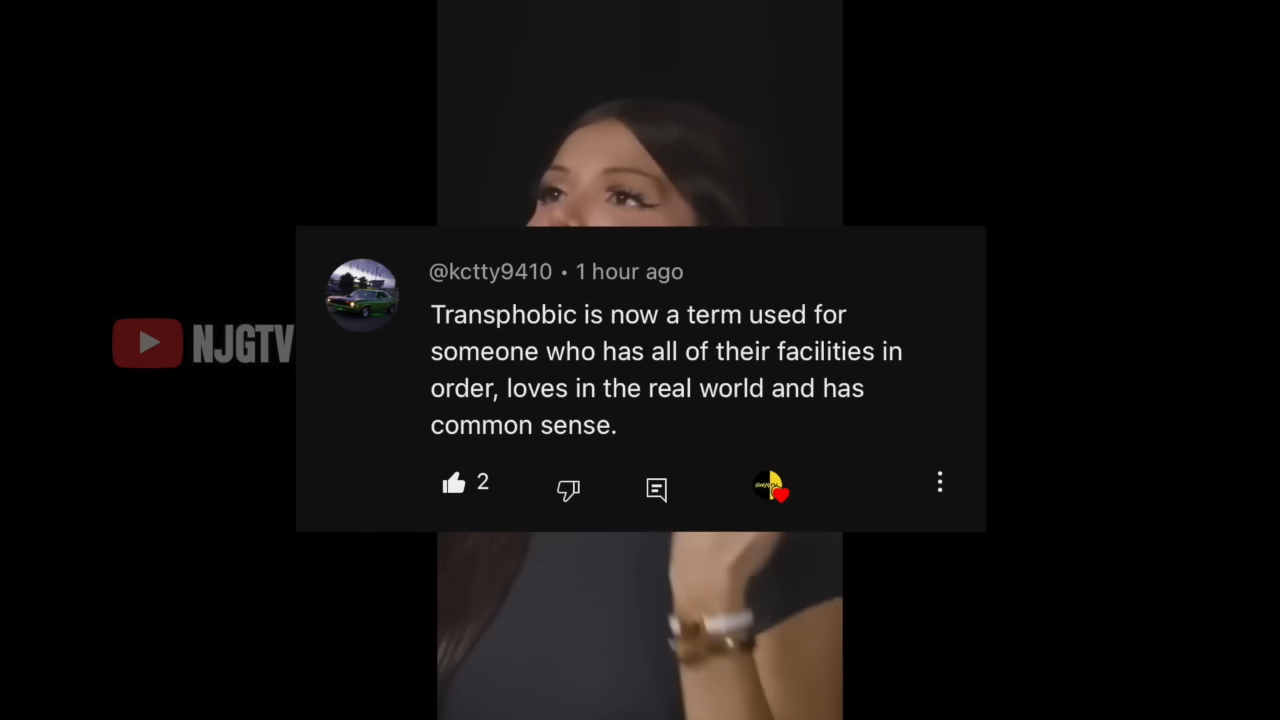 NJGTV
@kctty9410 • 1 hour ago
Transphobic is now a term used for
someone who has all of their facilities in
order, loves in the real world and has
common sense.
2